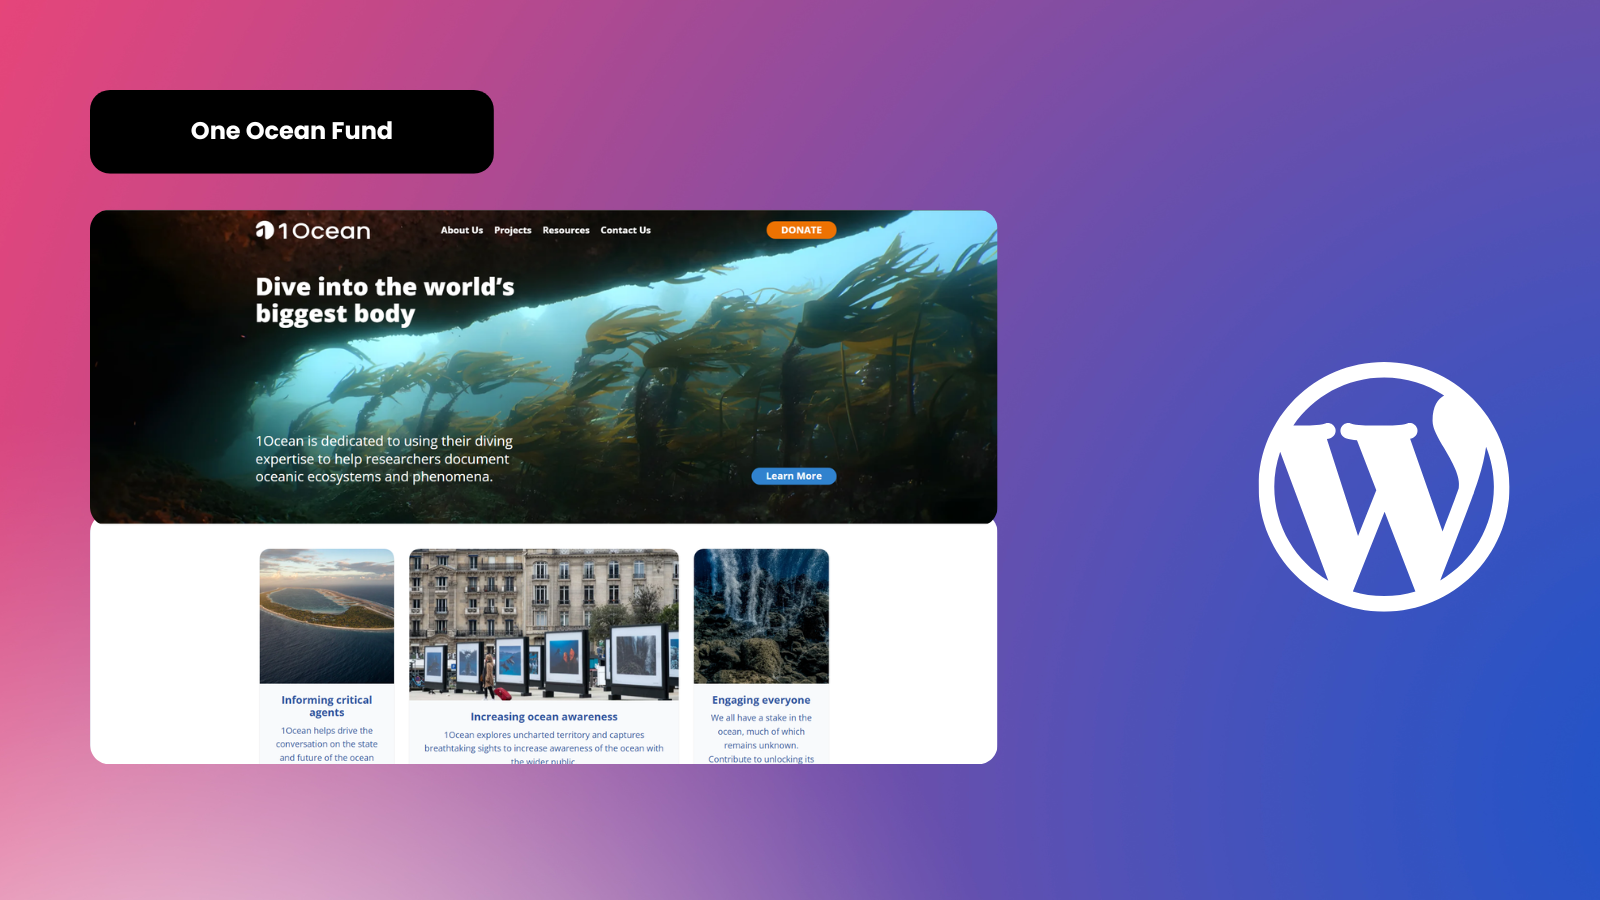 One Ocean Fund
1Ocean
About Us Projects Resources Contact Us
DONATE
Dive into the world's
biggest body
1Ocean is dedicated to using their diving
expertise to help researchers document
oceanic ecosystems and phenomena.
Learn More
Informing critical
agents
1Ocean helps drive the
conversation on the state
and future of the ocean
Increasing ocean awareness
1Ocean explores uncharted territory and captures
breathtaking sights to increase awareness of the ocean with
the wider public
Engaging everyone
We all have a stake in the
ocean, much of which
remains unknown.
Contribute to unlocking its